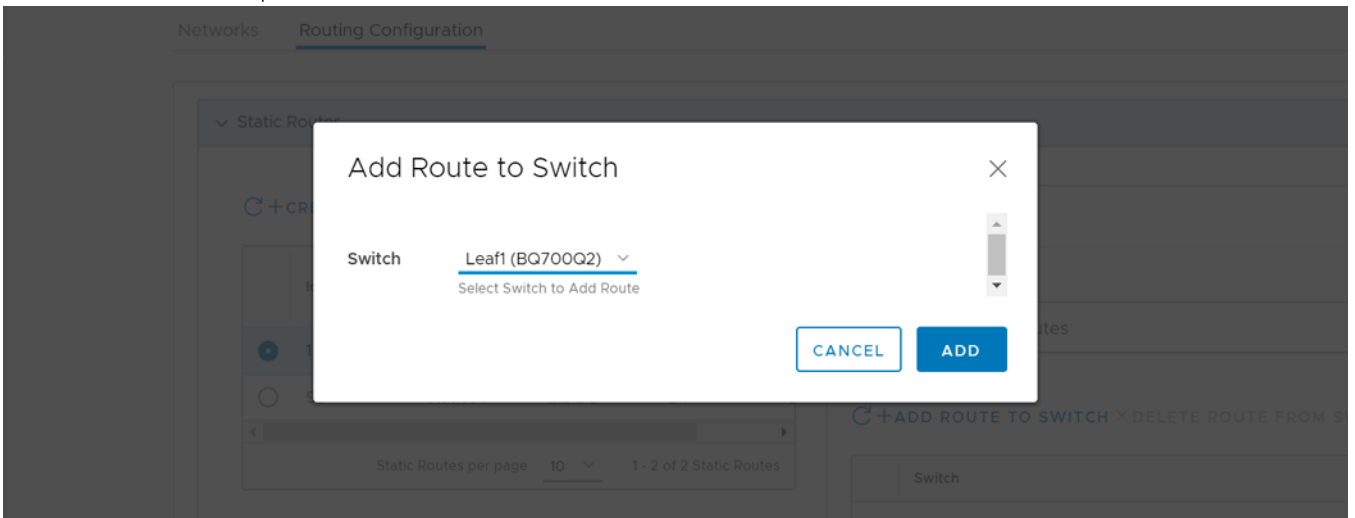 Networks Routing Configuration
Static Routes
Add Route to Switch
Switch Leaf1 (BQ700Q2)
Select Switch to Add Route
CANCEL ADD
+ADD ROUTE TO SWITCH ×DELETE ROUTE FROM
Static Routes per page 10 1 - 2 of 2 Static Routes
Switch